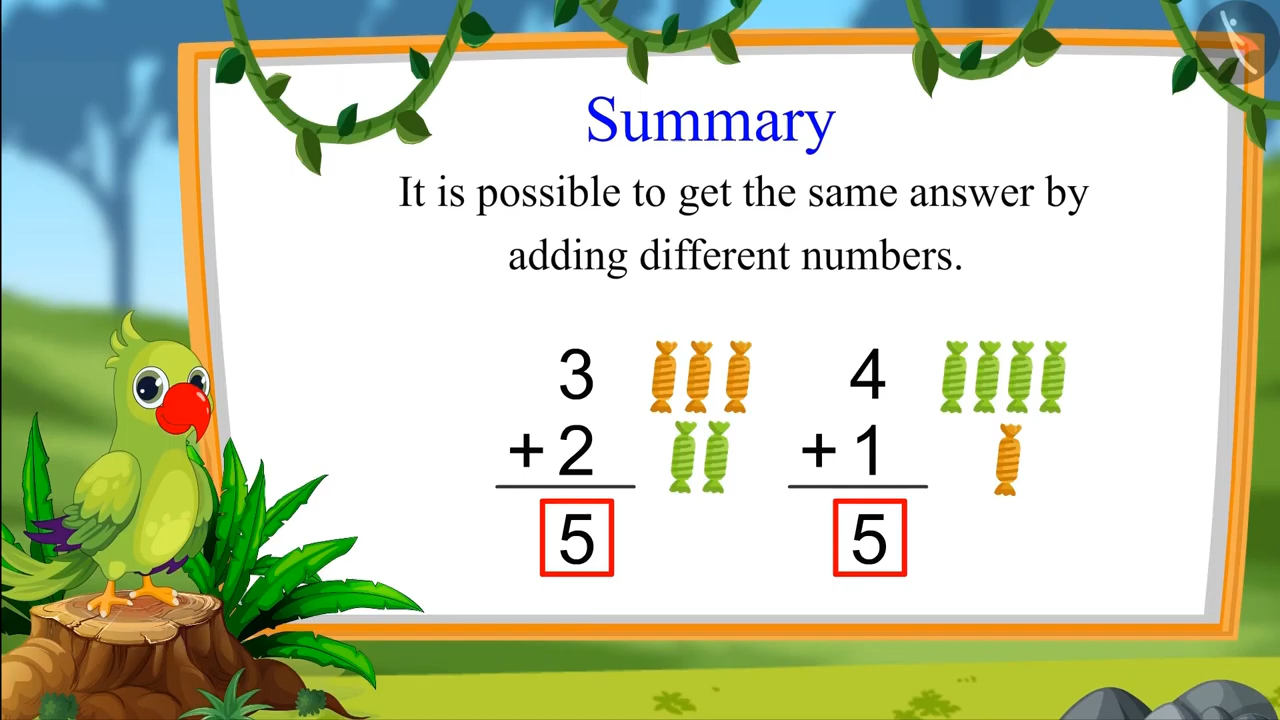 Summary
It is possible to get the same answer by
adding different numbers.
3
+ 2
5
4
+ 1
5